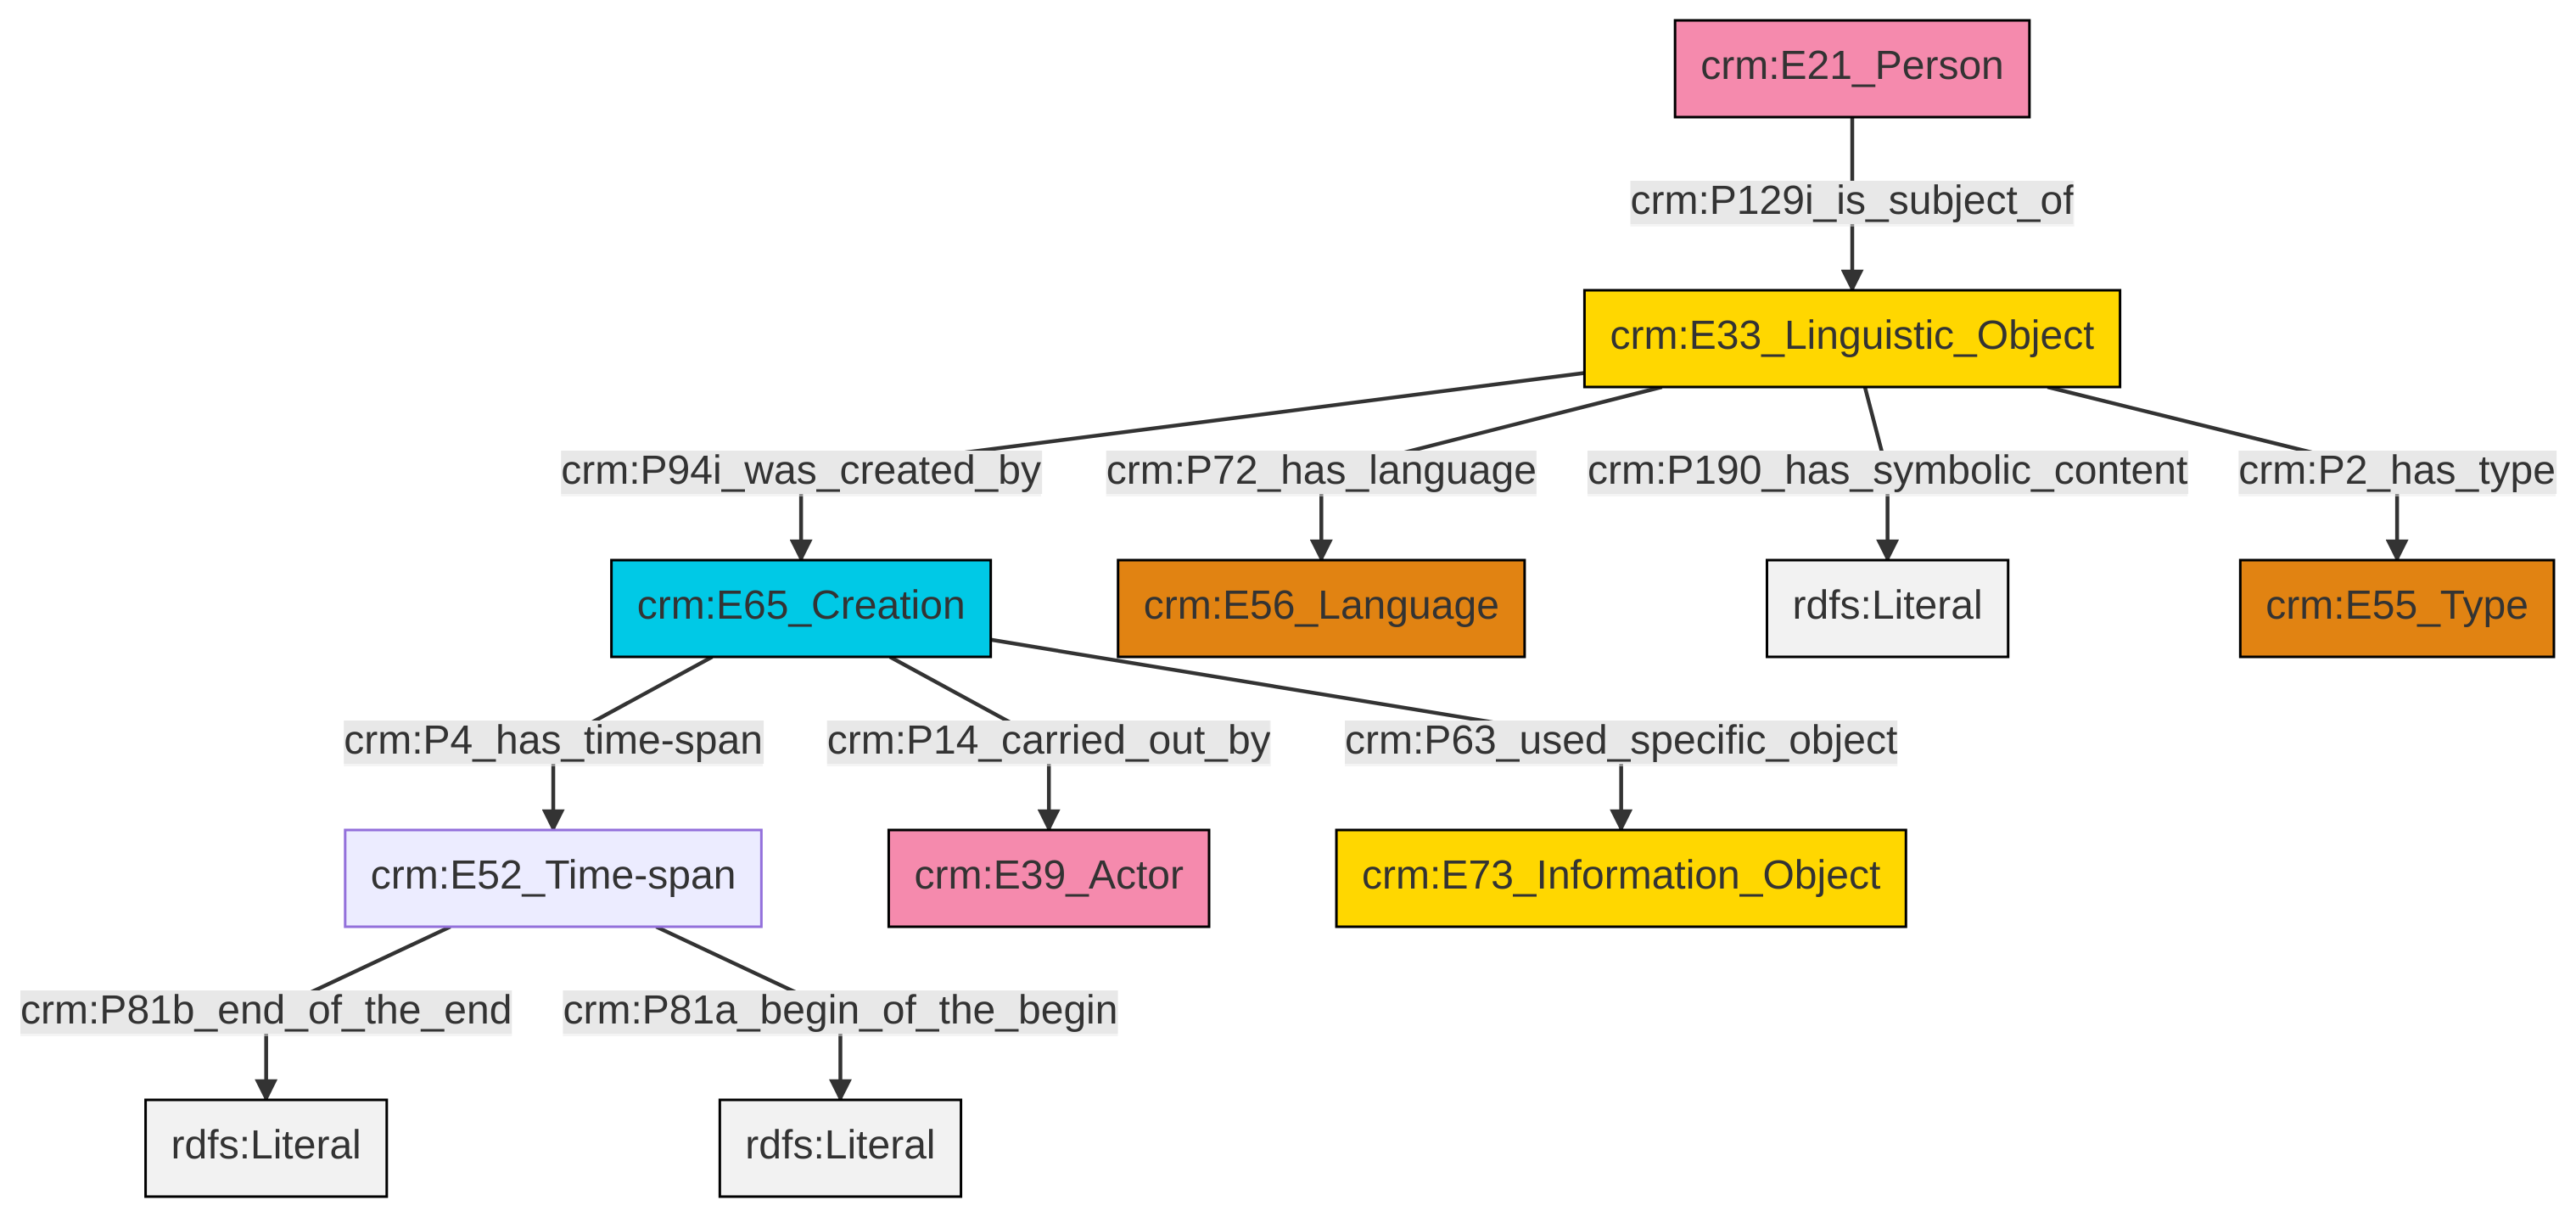 crm:E21_Person
crm:P129i_is_subject_of
crm:E33_Linguistic_Object
crm:P94i_was_created_by
crm:P72_has_language
crm:P190_has_symbolic_content
crm:P2_has_type
crm:E65_Creation
crm:E56_Language
rdfs:Literal
crm:E55_Type
crm:P4_has_time-span
crm:P14_carried_out_by
crm:P63_used_specific_object
crm:E52_Time-span
crm:E39_Actor
crm:E73_Information_Object
crm:P81b_end_of_the_end
crm:P81a_begin_of_the_begin
rdfs:Literal
rdfs:Literal